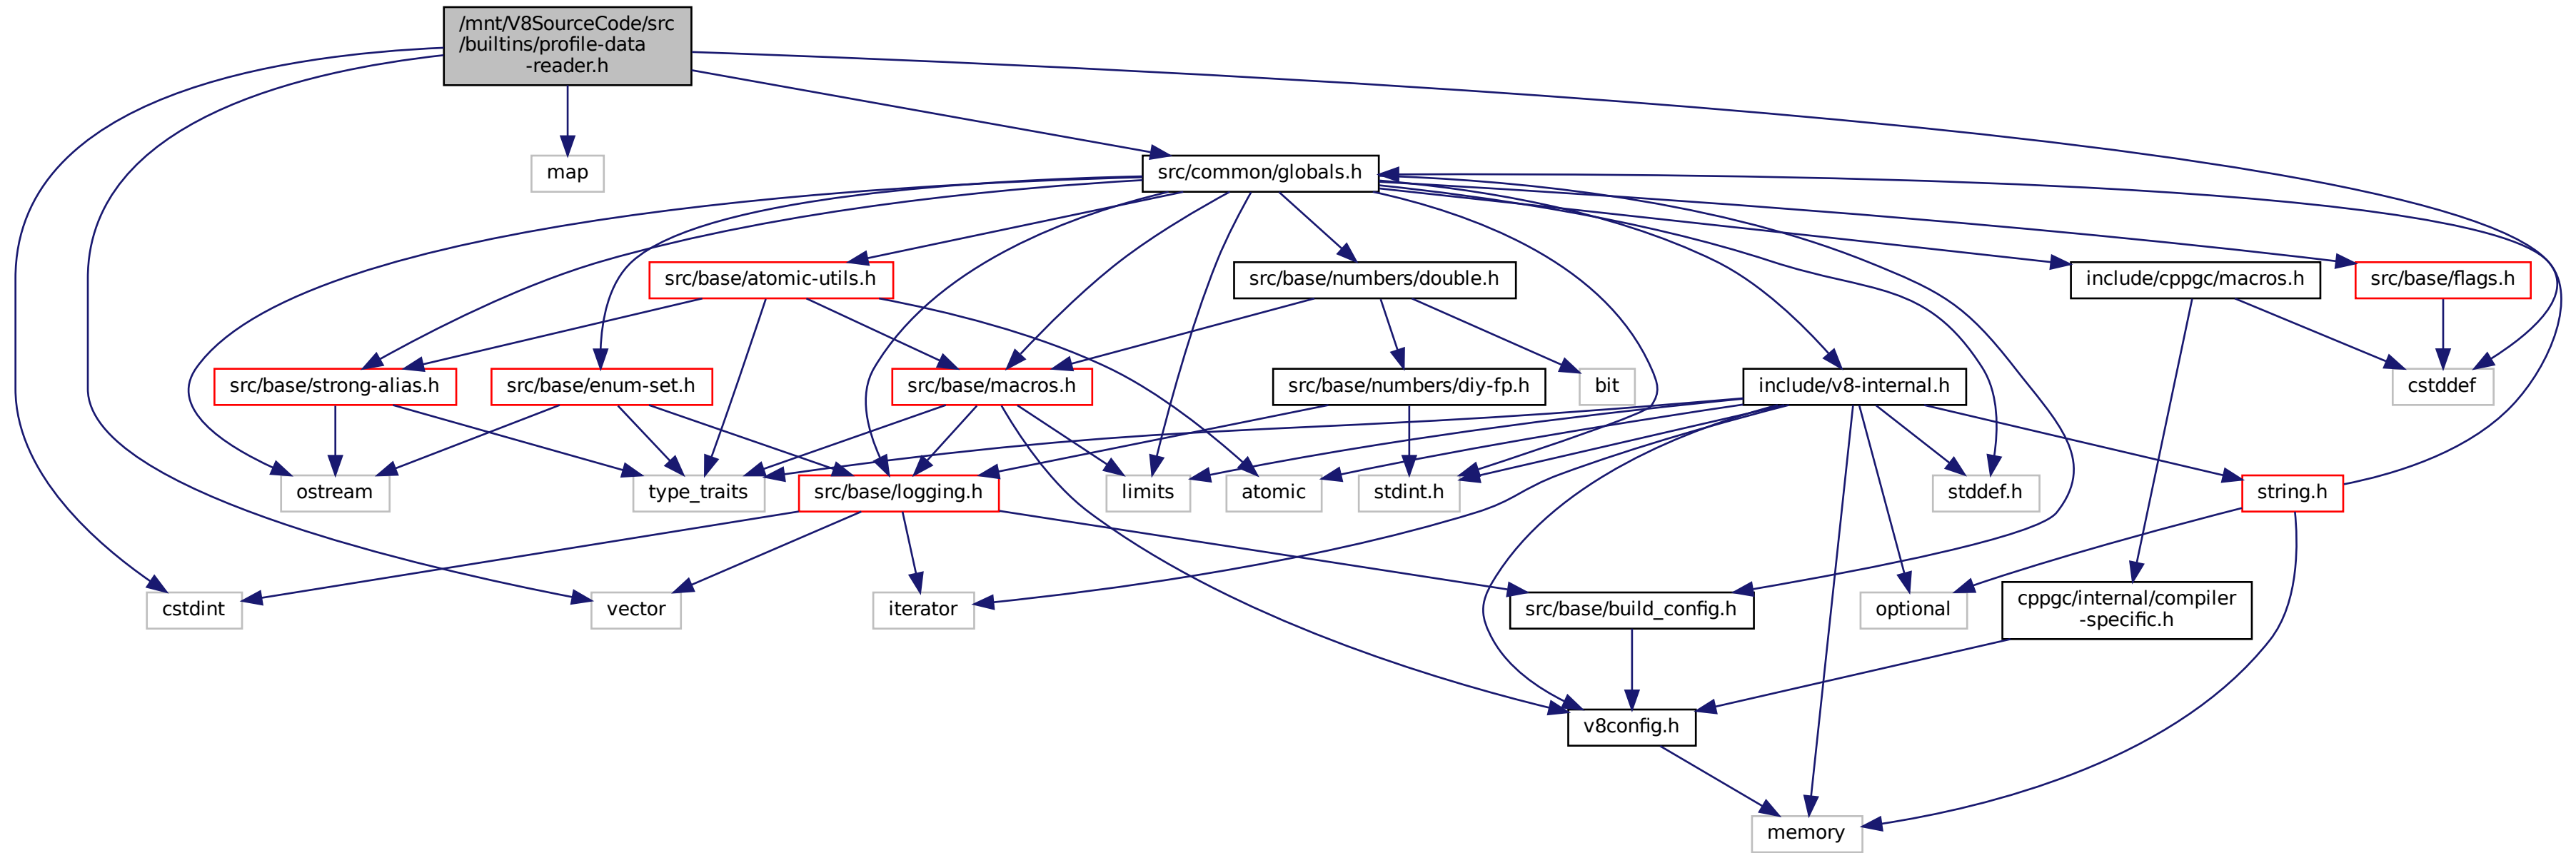 /mnt/V8SourceCode/src
/builtins/profile-data
-reader.h
map
src/common/globals.h
src/base/atomic-utils.h
src/base/numbers/double.h
include/cppgc/macros.h
src/base/flags.h
src/base/strong-alias.h
src/base/enum-set.h
src/base/macros.h
src/base/numbers/diy-fp.h
bit
include/v8-internal.h
cstddef
ostream
type_traits
src/base/logging.h
limits
atomic
stdint.h
stddef.h
string.h
cstdint
vector
iterator
src/base/build_config.h
optional
cppgc/internal/compiler
-specific.h
v8config.h
memory